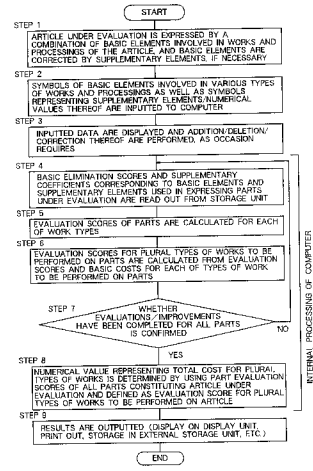 START
STEP 1
ARTICLE UNDER EVALUATION IS EXPRESSED BY A
COMBINATION OF BASIC ELEMENTS INVOLVED IN WORKS AND
PROCESSINGS OF THE ARTICLE, AND BASIC ELEMENTS ARE
CORRECTED BY SUPPLEMENTARY ELEMENTS, IF NECESSARY
STEP 2
SYMBOLS OF BASIC ELEMENTS INVOLVED IN VARIOUS TYPES
OF WORKS AND PROCESSINGS AS WELL AS SYMBOLS
REPRESENTING SUPPLEMENTARY ELEMENTS/NUMERICAL
VALUES THEREOF ARE INPUTTED TO COMPUTER
STEP 3
INPUTTED DATA ARE DISPLAYED AND ADDITION/DELETION/
CORRECTION THEREOF ARE PERFORMED, AS OCCASION
REQUIRES
STEP 4
BASIC ELIMINATION SCORES AND SUPPLEMENTARY
COEFFICIENTS CORRESPONDING TO BASIC ELEMENTS AND
SUPPLEMENTARY ELEMENTS USED IN EXPRESSING PARTS
UNDER EVALUATION ARE READ OUT FROM STORAGE UNIT
STEP 5
EVALUATION SCORES OF PARTS ARE CALCULATED FOR EACH
OF WORK TYPES
STEP 6
EVALUATION SCORES FOR PLURAL TYPES OF WORKS TO BE
PERFORMED ON PARTS ARE CALCULATED FROM EVALUATION
SCORES AND BASIC COSTS FOR EACH OF TYPES OF WORK
TO BE PERFORMED ON PARTS
STEP 7
WHETHER
EVALUATIONS/IMPROVEMENTS
HAVE BEEN COMPLETED FOR ALL PARTS
IS CONFIRMED
NO
YES
STEP 8
NUMERICAL VALUE REPRESENTING TOTAL COST FOR PLURAL
TYPES OF WORKS IS DETERMINED BY USING PART EVALUATION
SCORES OF ALL PARTS CONSTITUTING ARTICLE UNDER
EVALUATION AND DEFINED AS EVALUATION SCORE FOR PLURAL
TYPES OF WORKS TO BE PERFORMED ON ARTICLE
STEP 9
RESULTS ARE OUTPUTTED (DISPLAY ON DISPLAY UNIT,
PRINT OUT, STORAGE IN EXTERNAL STORAGE UNIT, ETC.)
END
INTERNAL PROCESSING OF COMPUTER